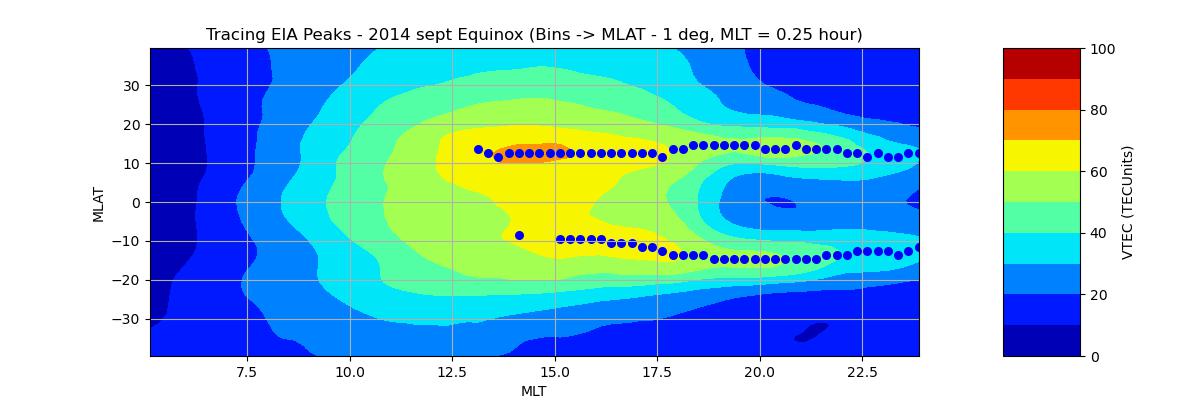 Tracing EIA Peaks - 2014 sept Equinox (Bins -> MLAT - 1 deg, MLT = 0.25 hour)
MLAT
30
20
10
0
−10
−20
−30
7.5 10.0 12.5 15.0 17.5 20.0 22.5
MLT
100
80
60
40
20
0
VTEC (TECUnits)